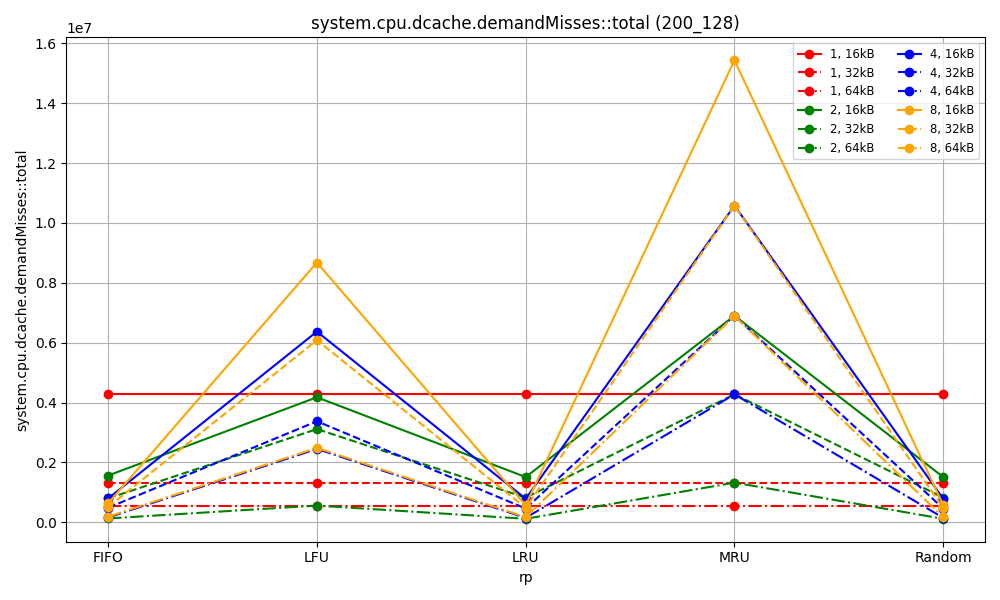 system.cpu.dcache.demandMisses::total (200_128)
1e7
1.6
1.4
1.2
1.0
0.8
0.6
0.4
0.2
0.0
system.cpu.dcache.demandMisses::total
1, 16kB
1, 32kB
1, 64kB
2, 16kB
2, 32kB
2, 64kB
4, 16kB
4, 32kB
4, 64kB
8, 16kB
8, 32kB
8, 64kB
FIFO LFU LRU MRU Random
rp